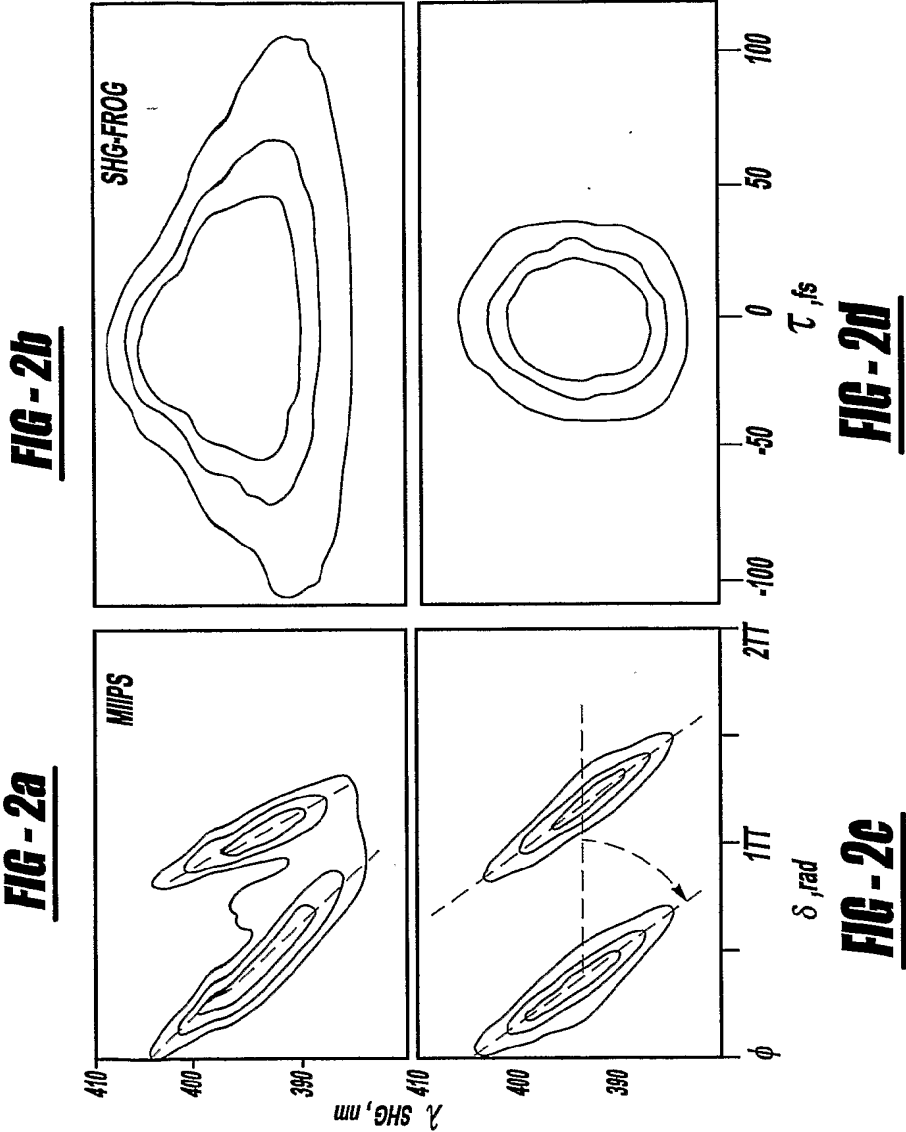 FIG - 2a
FIG - 2b
MIIPS
SHG-FROG
410
400
390
410
400
390
λ SHG, nm
ϕ
1π
2π
δ ,rad
-100
-50
0
50
100
τ ,fs
FIG - 2c
FIG - 2d